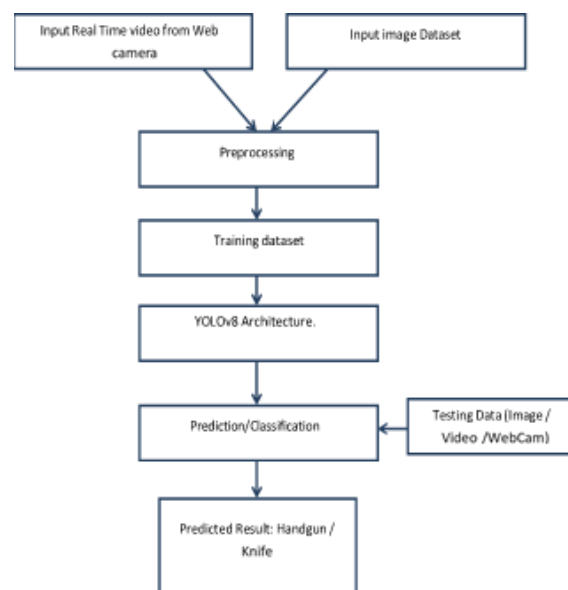 Input Real Time video from Web
camera
Input image Dataset
Preprocessing
Training dataset
YOLOv8 Architecture.
Prediction/Classification
Testing Data (Image /
Video /WebCam)
Predicted Result: Handgun /
Knife